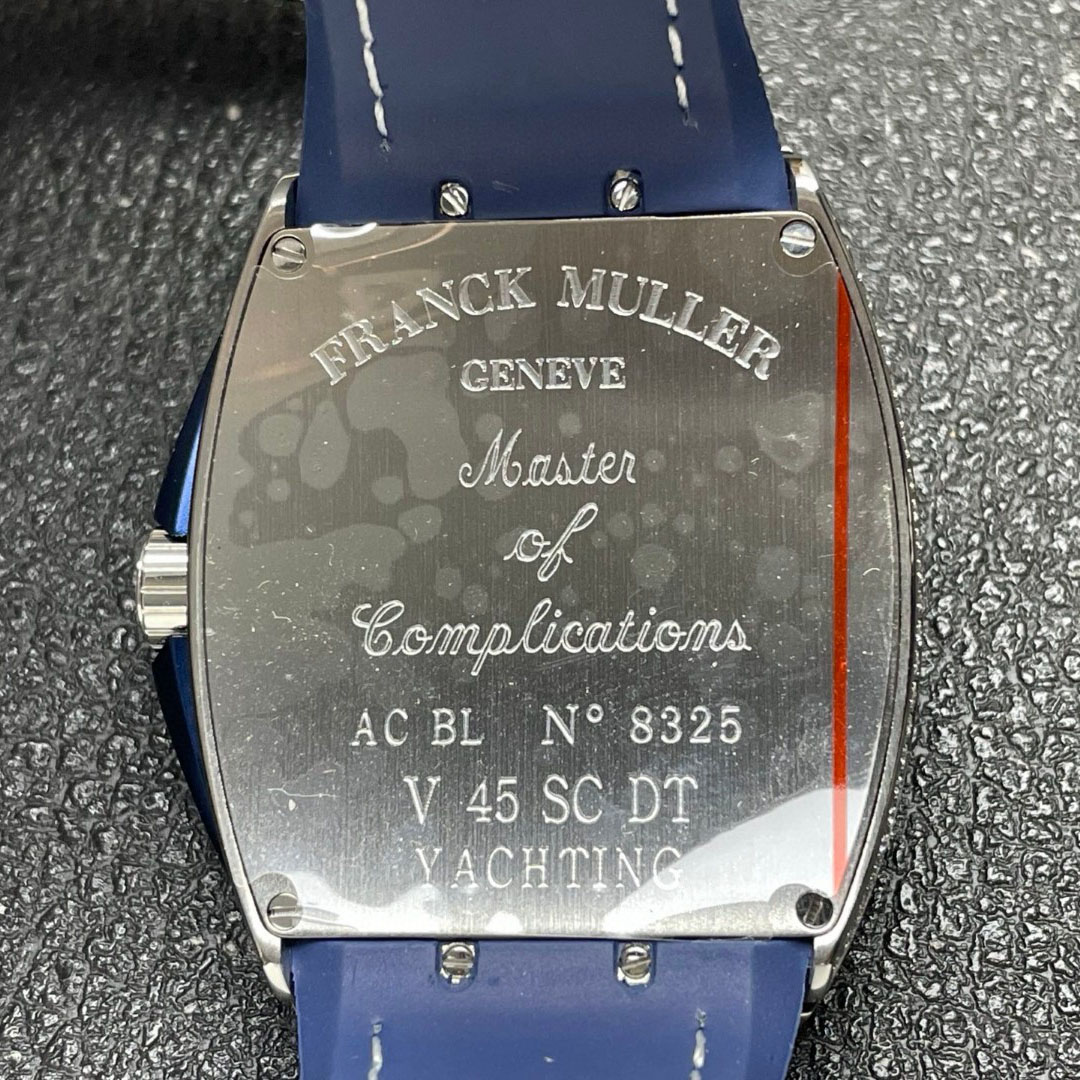 FRANCK MULLER
GENEVE
Master
of
Complications
AC BL N° 8325
V 45 SC DT
YACHTING